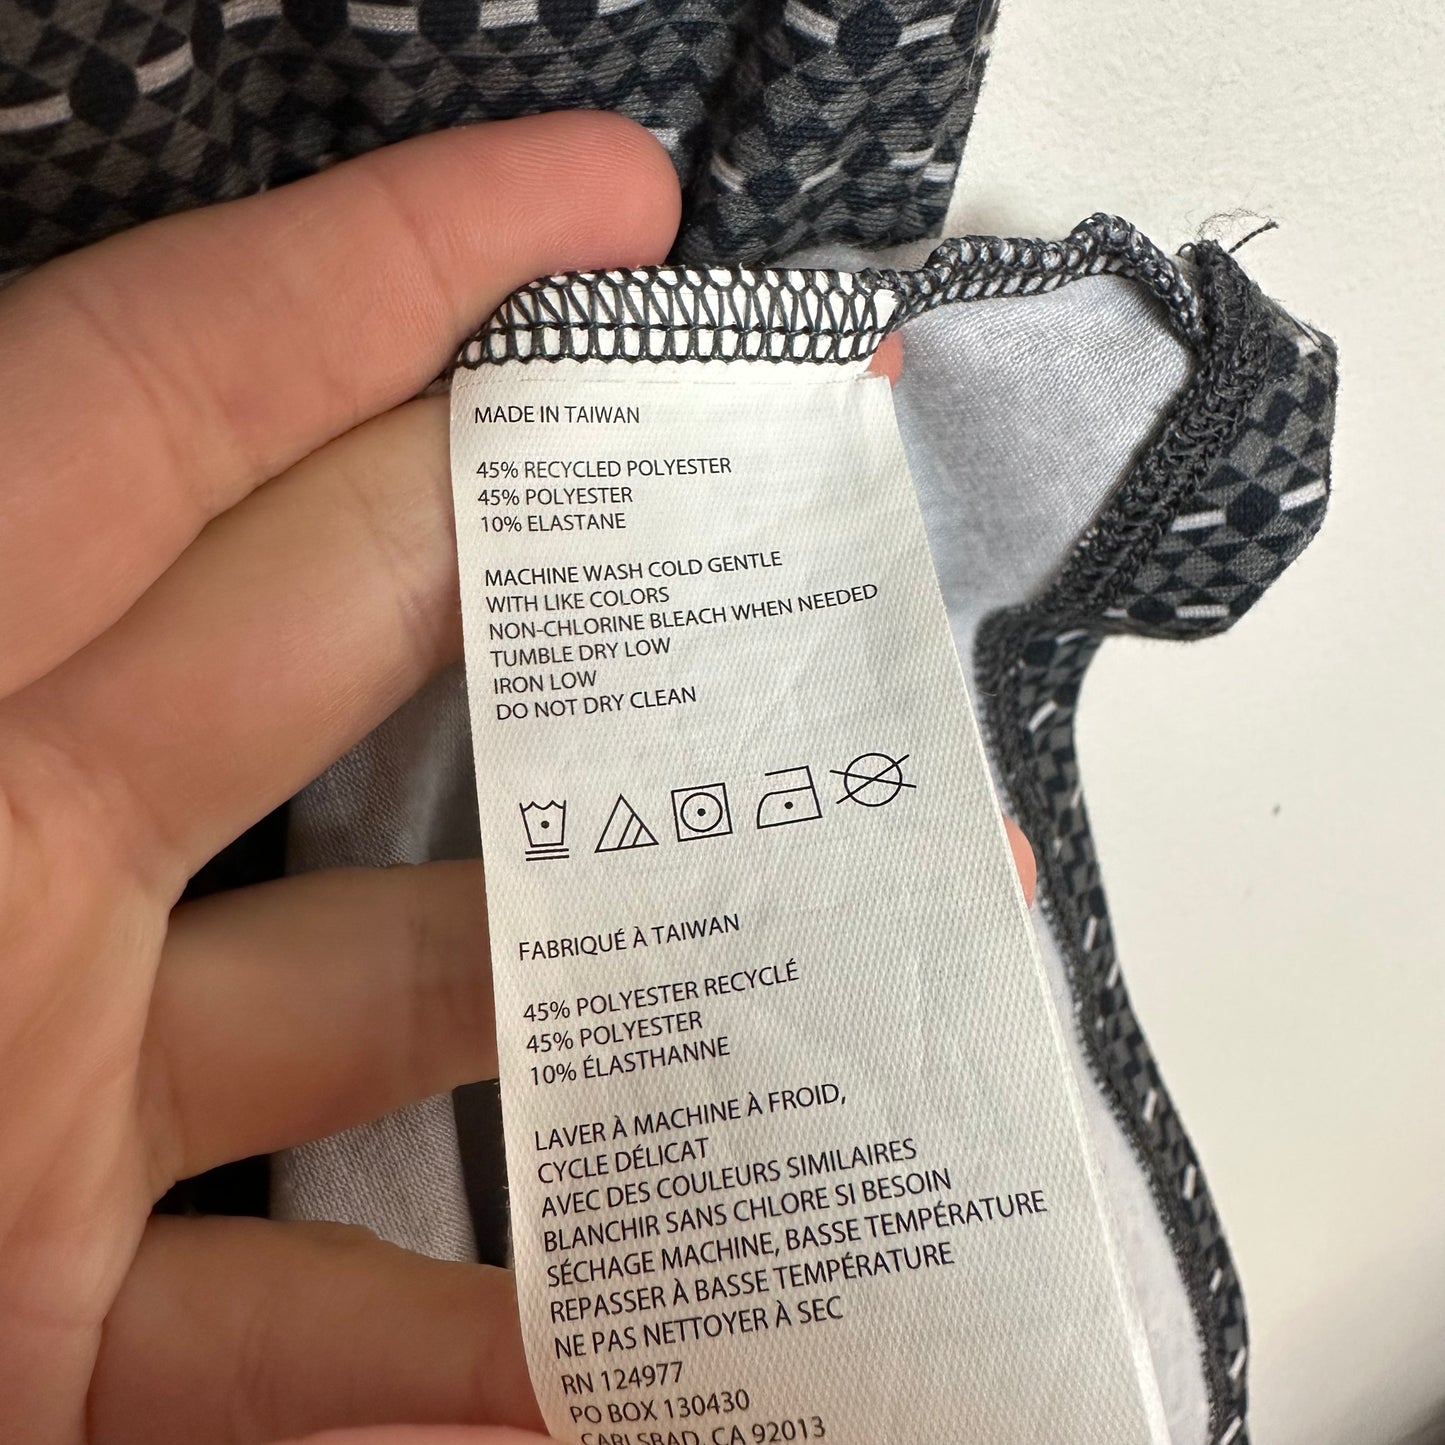 MADE IN TAIWAN
45% RECYCLED POLYESTER
45% POLYESTER
10% ELASTANE
MACHINE WASH COLD GENTLE
WITH LIKE COLORS
NON-CHLORINE BLEACH WHEN NEEDED
TUMBLE DRY LOW
IRON LOW
DO NOT DRY CLEAN
FABRIQUÉ À TAIWAN
45% POLYESTER RECYCLÉ
45% POLYESTER
10% ÉLASTHANNE
LAVER À MACHINE À FROID,
CYCLE DÉLICAT
AVEC DES COULEURS SIMILAIRES
BLANCHIR SANS CHLORE SI BESOIN
SÉCHAGE MACHINE, BASSE TEMPÉRATURE
REPASSER À BASSE TEMPÉRATURE
NE PAS NETTOYER À SEC
RN 124977
PO BOX 130430
CARLSBAD, CA 92013